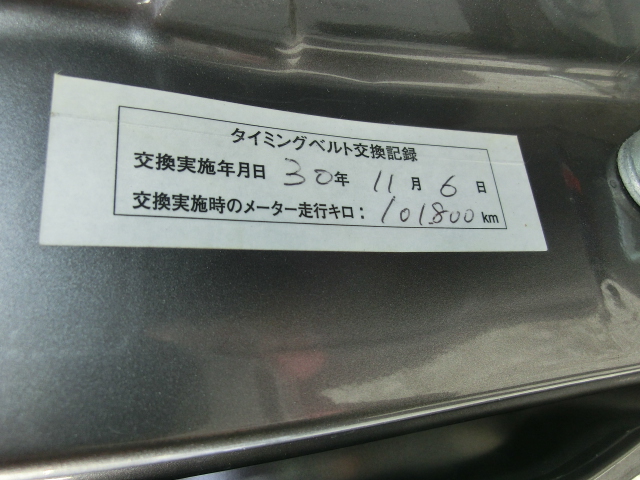 タイミングベルト交換記録
交換実施年月日 30年 11月 6日
交換実施時のメーター走行キロ：101800km